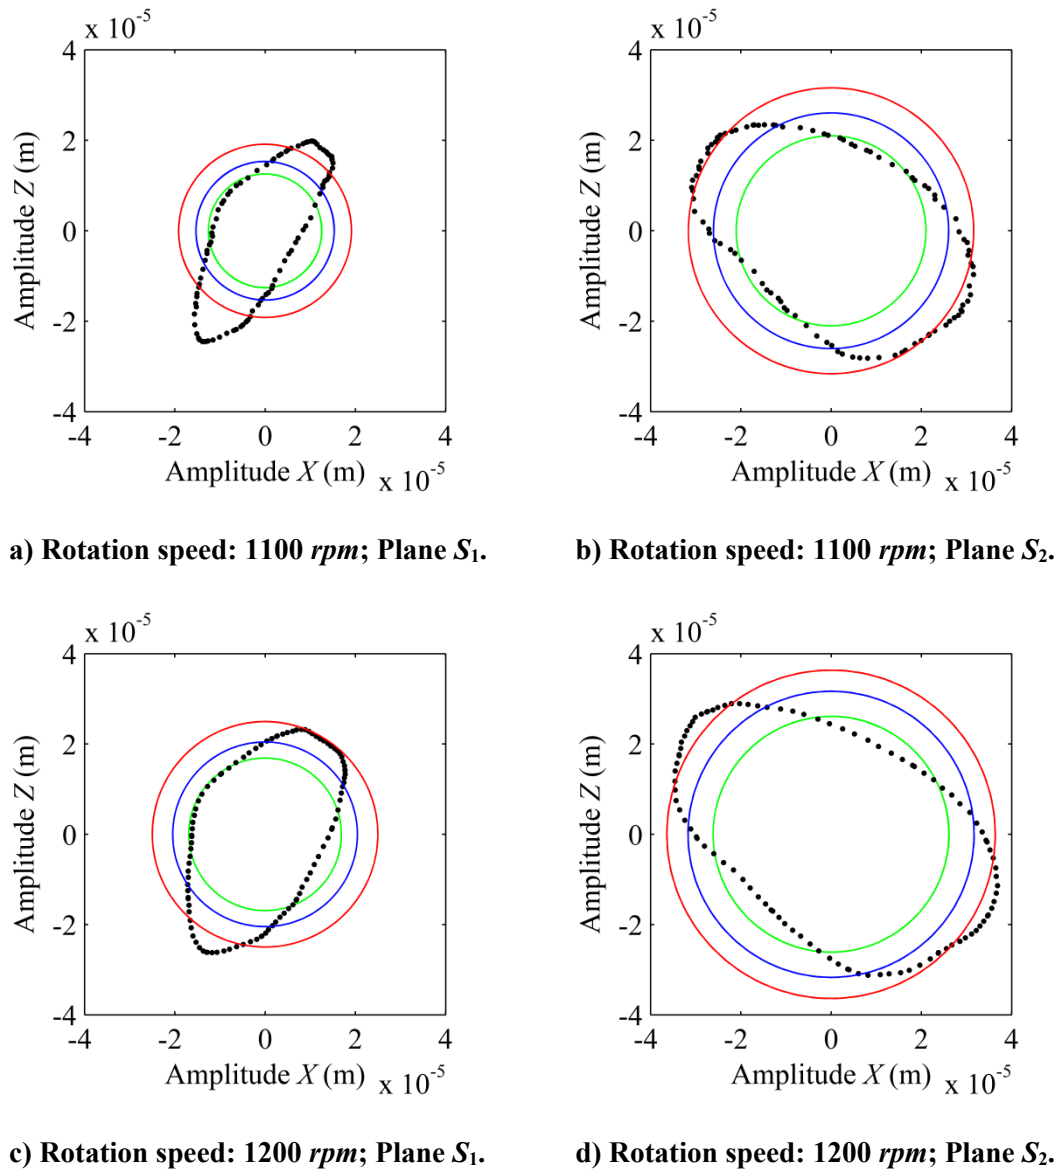 x 10⁻⁵
4
2
0
-2
-4
Amplitude Z (m)
-4 -2 0 2 4
Amplitude X (m) x 10⁻⁵
a) Rotation speed: 1100 rpm; Plane S₁.
x 10⁻⁵
4
2
0
-2
-4
Amplitude Z (m)
-4 -2 0 2 4
Amplitude X (m) x 10⁻⁵
b) Rotation speed: 1100 rpm; Plane S₂.
x 10⁻⁵
4
2
0
-2
-4
Amplitude Z (m)
-4 -2 0 2 4
Amplitude X (m) x 10⁻⁵
c) Rotation speed: 1200 rpm; Plane S₁.
x 10⁻⁵
4
2
0
-2
-4
Amplitude Z (m)
-4 -2 0 2 4
Amplitude X (m) x 10⁻⁵
d) Rotation speed: 1200 rpm; Plane S₂.